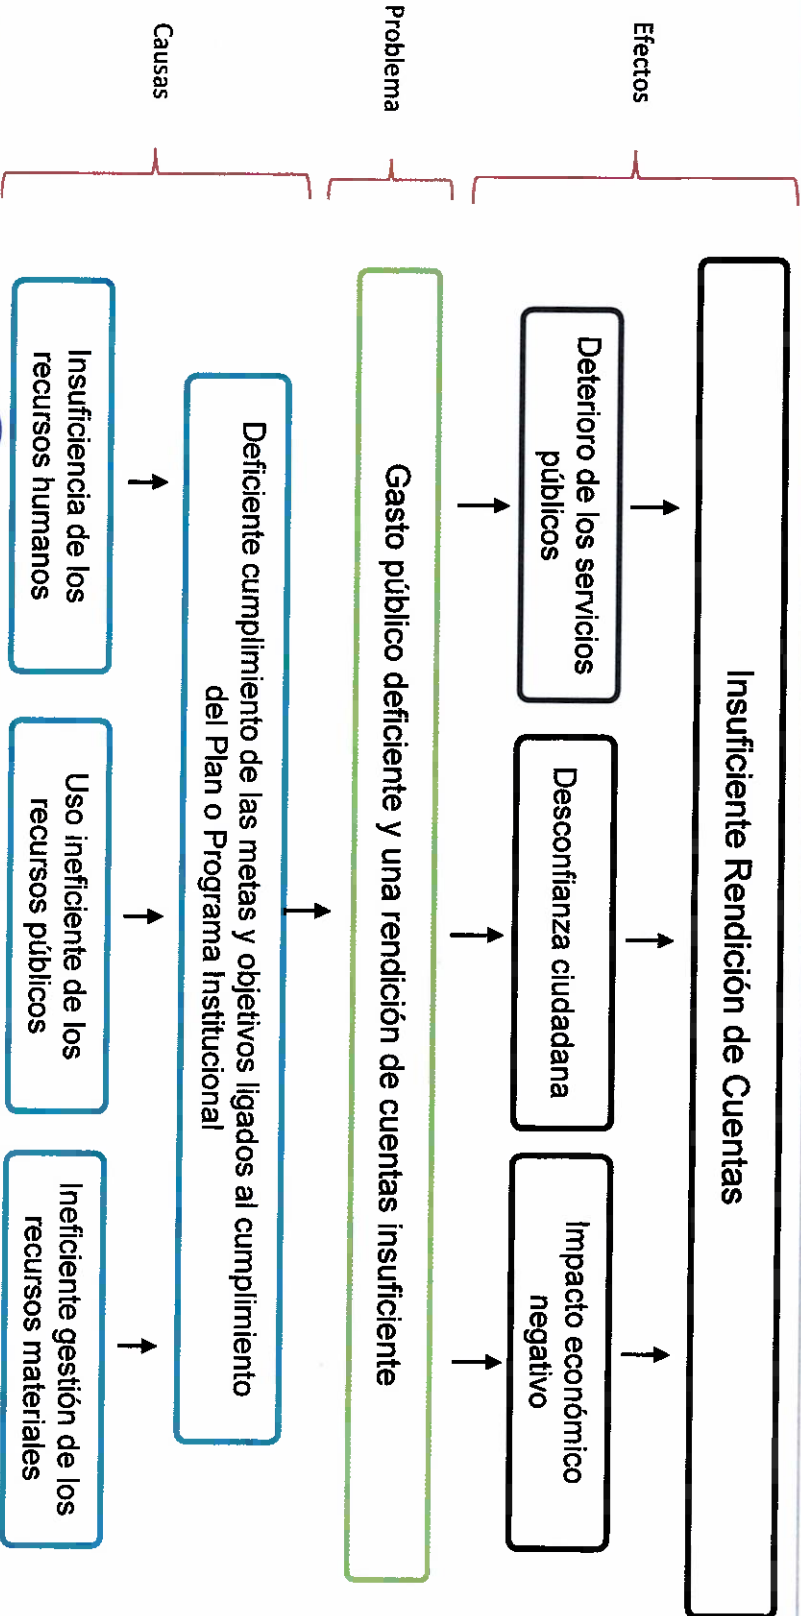 Efectos
Insuficiente Rendición de Cuentas
Deterioro de los servicios
públicos
Desconfianza ciudadana
Impacto económico
negativo
Problema
Gasto público deficiente y una rendición de cuentas insuficiente
Causas
Deficiente cumplimiento de las metas y objetivos ligados al cumplimiento
del Plan o Programa Institucional
Insuficiencia de los
recursos humanos
Uso ineficiente de los
recursos públicos
Ineficiente gestión de los
recursos materiales